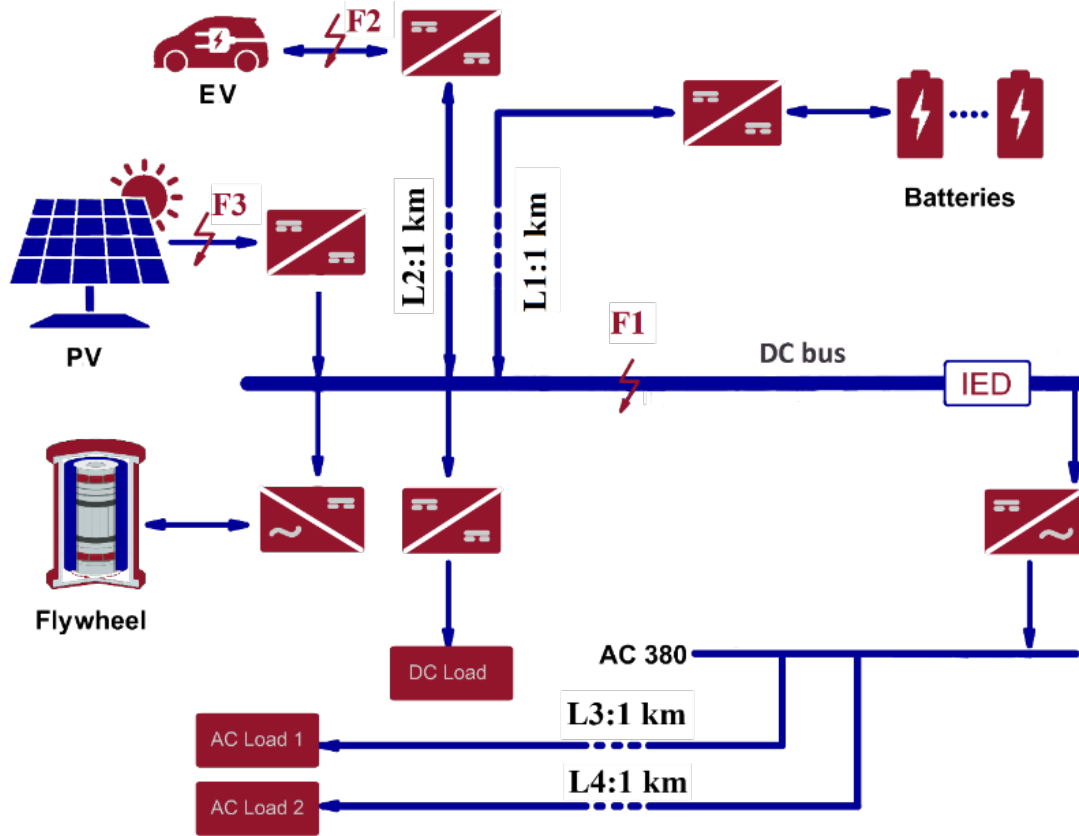 F2
EV
F3
PV
L2:1 km
L1:1 km
Batteries
F1
DC bus
IED
Flywheel
DC Load
AC 380
L3:1 km
AC Load 1
L4:1 km
AC Load 2